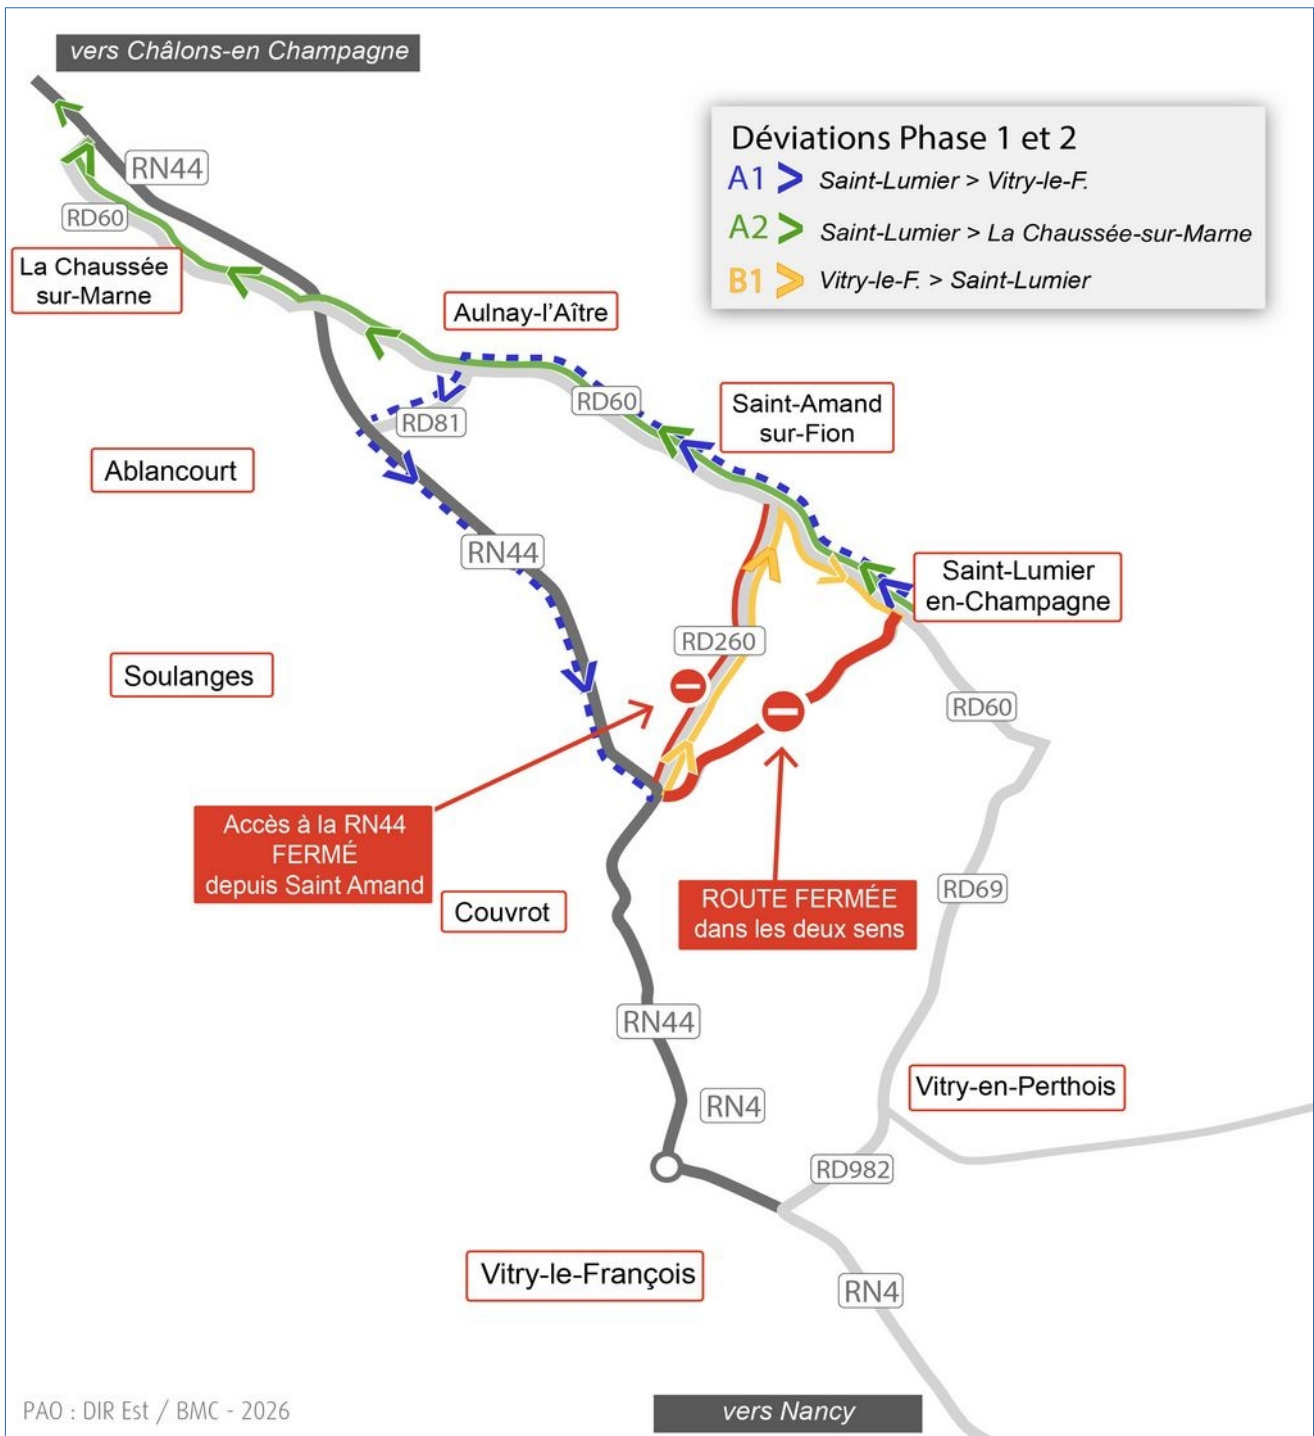 vers Châlons-en Champagne
Déviations Phase 1 et 2
A1 > Saint-Lumier > Vitry-le-F.
A2 > Saint-Lumier > La Chaussée-sur-Marne
B1 > Vitry-le-F. > Saint-Lumier
RN44
RD60
La Chaussée
sur-Marne
Aulnay-l'Aître
RD60
RD81
Saint-Amand
sur-Fion
Ablancourt
RN44
Saint-Lumier
en-Champagne
RD260
Soulanges
RD60
Accès à la RN44
FERMÉ
depuis Saint Amand
Couvrot
ROUTE FERMÉE
dans les deux sens
RD69
RN44
Vitry-en-Perthois
RN4
RD982
Vitry-le-François
RN4
PAO : DIR Est / BMC - 2026
vers Nancy